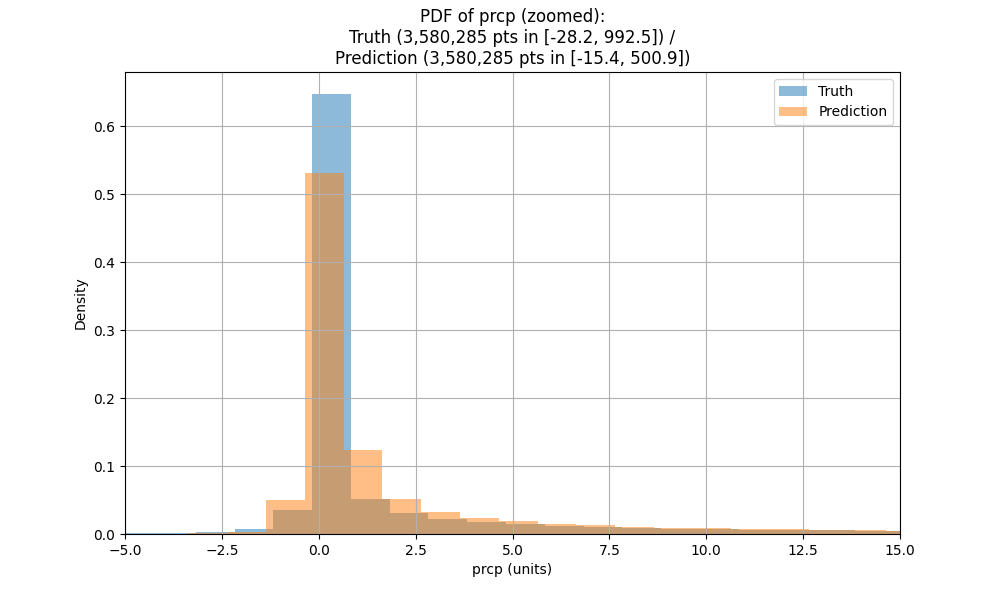 PDF of prcp (zoomed):
Truth (3,580,285 pts in [-28.2, 992.5]) /
Prediction (3,580,285 pts in [-15.4, 500.9])
Truth
Prediction
0.6
0.5
0.4
0.3
0.2
0.1
0.0
Density
−5.0 −2.5 0.0 2.5 5.0 7.5 10.0 12.5 15.0
prcp (units)